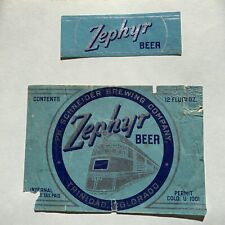 Zephyr
BEER
CONTENTS
12 FLUID OZ.
PH. SCHNEIDER BREWING COMPANY
Zephyr
BEER
INTERNAL
TAX PAID
PERMIT
COLO. U-1001
TRINIDAD, COLORADO